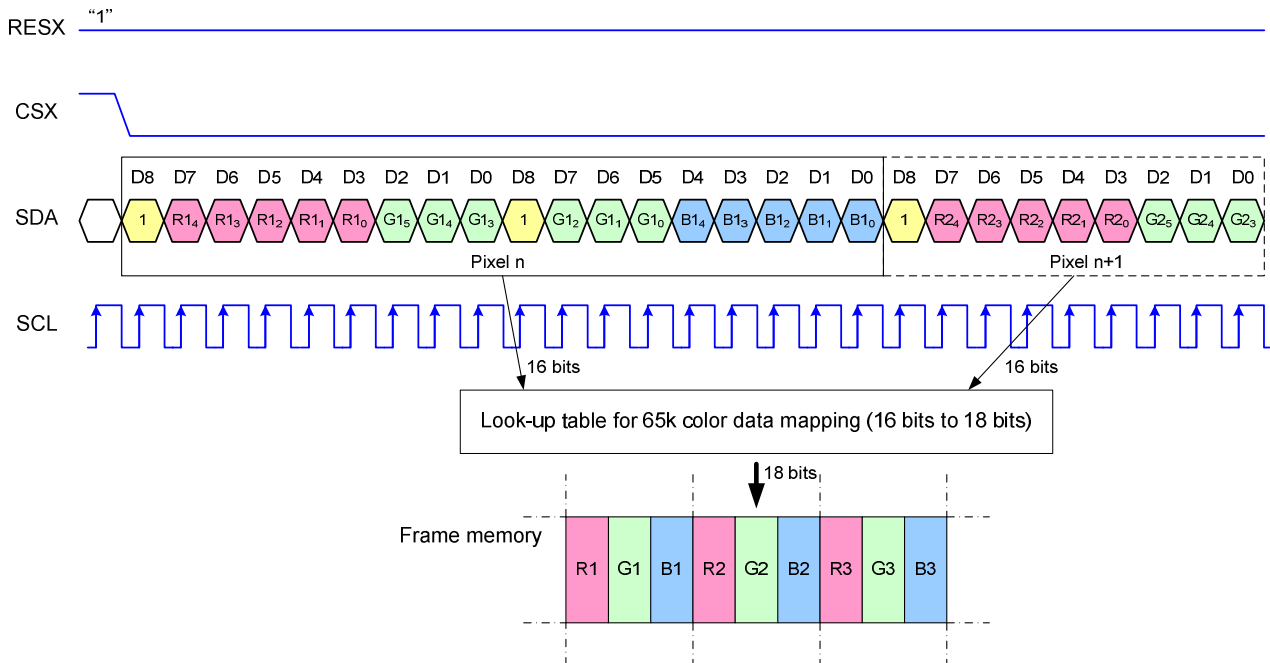 “1”
RESX
CSX
D8 D7 D6 D5 D4 D3 D2 D1 D0 D8 D7 D6 D5 D4 D3 D2 D1 D0 D8 D7 D6 D5 D4 D3 D2 D1 D0
SDA 1 R1₄ R1₃ R1₂ R1₁ R1₀ G1₅ G1₄ G1₃ 1 G1₂ G1₁ G1₀ B1₄ B1₃ B1₂ B1₁ B1₀ 1 R2₄ R2₃ R2₂ R2₁ R2₀ G2₅ G2₄ G2₃
Pixel n Pixel n+1
SCL
16 bits 16 bits
Look-up table for 65k color data mapping (16 bits to 18 bits)
18 bits
Frame memory
R1 G1 B1 R2 G2 B2 R3 G3 B3